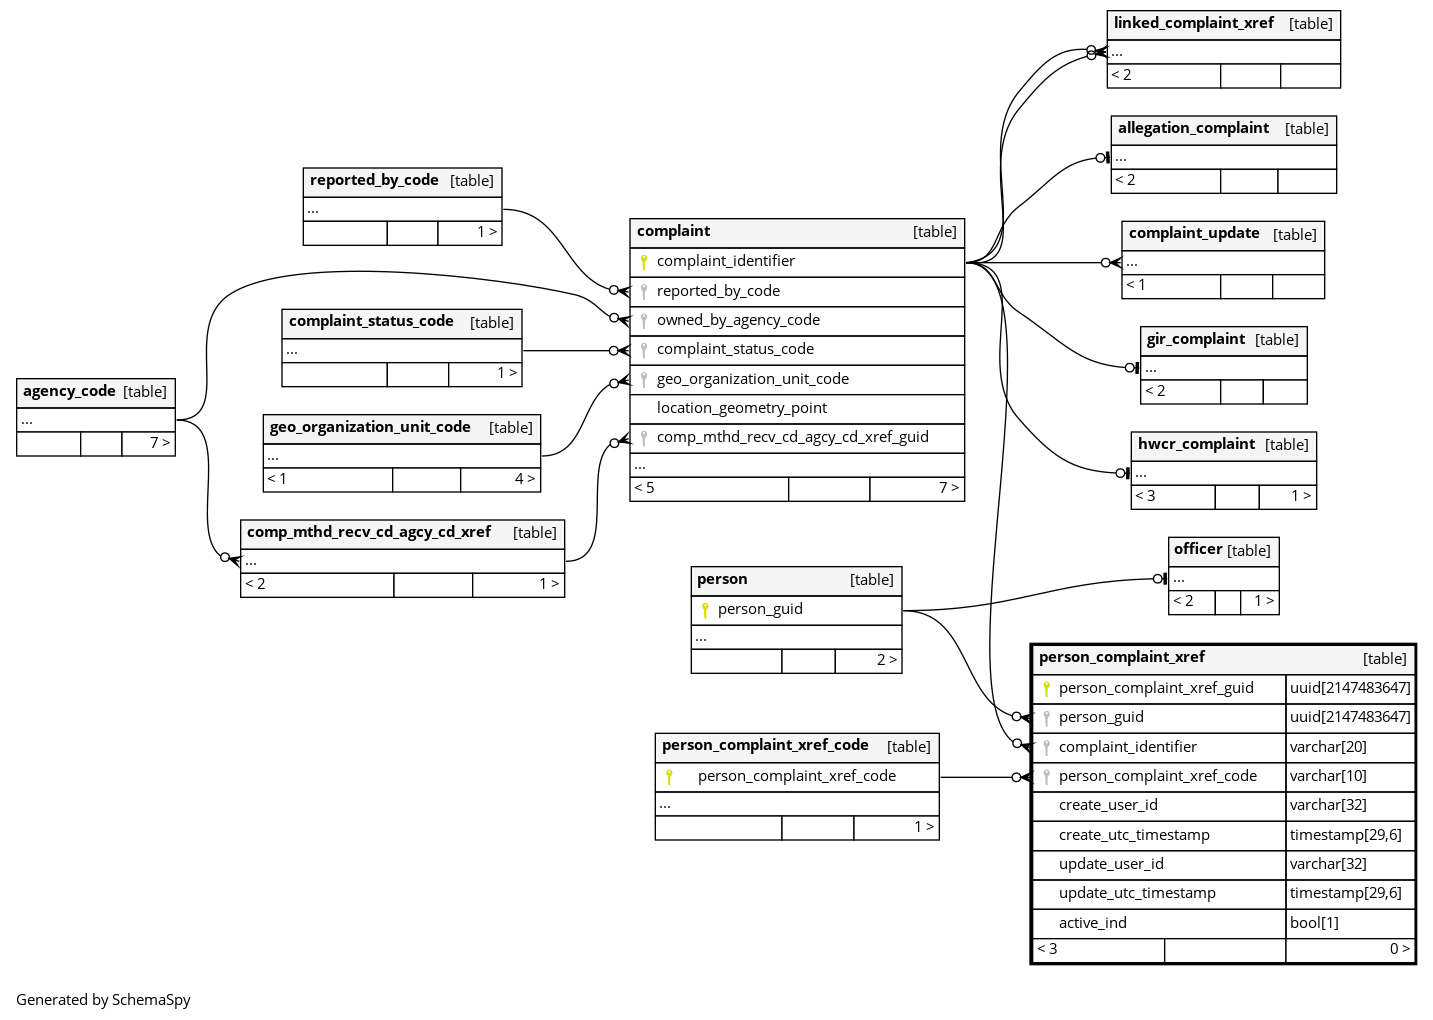 linked_complaint_xref [table]
...
< 2
allegation_complaint [table]
...
< 2
reported_by_code [table]
...
1 >
complaint [table]
complaint_identifier
reported_by_code
owned_by_agency_code
complaint_status_code
geo_organization_unit_code
location_geometry_point
comp_mthd_recv_cd_agcy_cd_xref_guid
...
< 5 7 >
complaint_update [table]
...
< 1
complaint_status_code [table]
...
1 >
gir_complaint [table]
...
< 2
agency_code [table]
...
7 >
geo_organization_unit_code [table]
...
< 1 4 >
hwcr_complaint [table]
...
< 3 1 >
comp_mthd_recv_cd_agcy_cd_xref [table]
...
< 2 1 >
officer [table]
...
< 2 1 >
person [table]
person_guid
...
2 >
person_complaint_xref [table]
person_complaint_xref_guid uuid[2147483647]
person_guid uuid[2147483647]
complaint_identifier varchar[20]
person_complaint_xref_code varchar[10]
create_user_id varchar[32]
create_utc_timestamp timestamp[29,6]
update_user_id varchar[32]
update_utc_timestamp timestamp[29,6]
active_ind bool[1]
< 3 0 >
person_complaint_xref_code [table]
person_complaint_xref_code
...
1 >
Generated by SchemaSpy